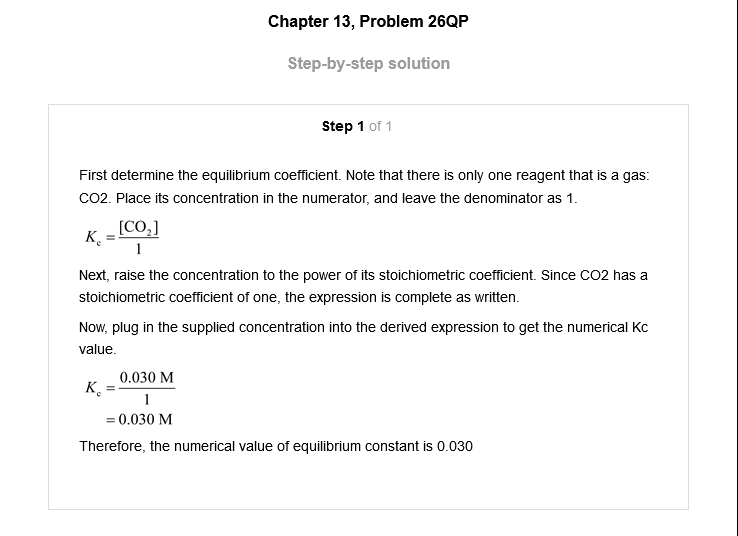 Chapter 13, Problem 26QP
Step-by-step solution
Step 1 of 1
First determine the equilibrium coefficient. Note that there is only one reagent that is a gas:
CO2. Place its concentration in the numerator, and leave the denominator as 1.
K_c = [CO₂] / 1
Next, raise the concentration to the power of its stoichiometric coefficient. Since CO2 has a
stoichiometric coefficient of one, the expression is complete as written.
Now, plug in the supplied concentration into the derived expression to get the numerical Kc
value.
K_c = 0.030 M / 1
= 0.030 M
Therefore, the numerical value of equilibrium constant is 0.030